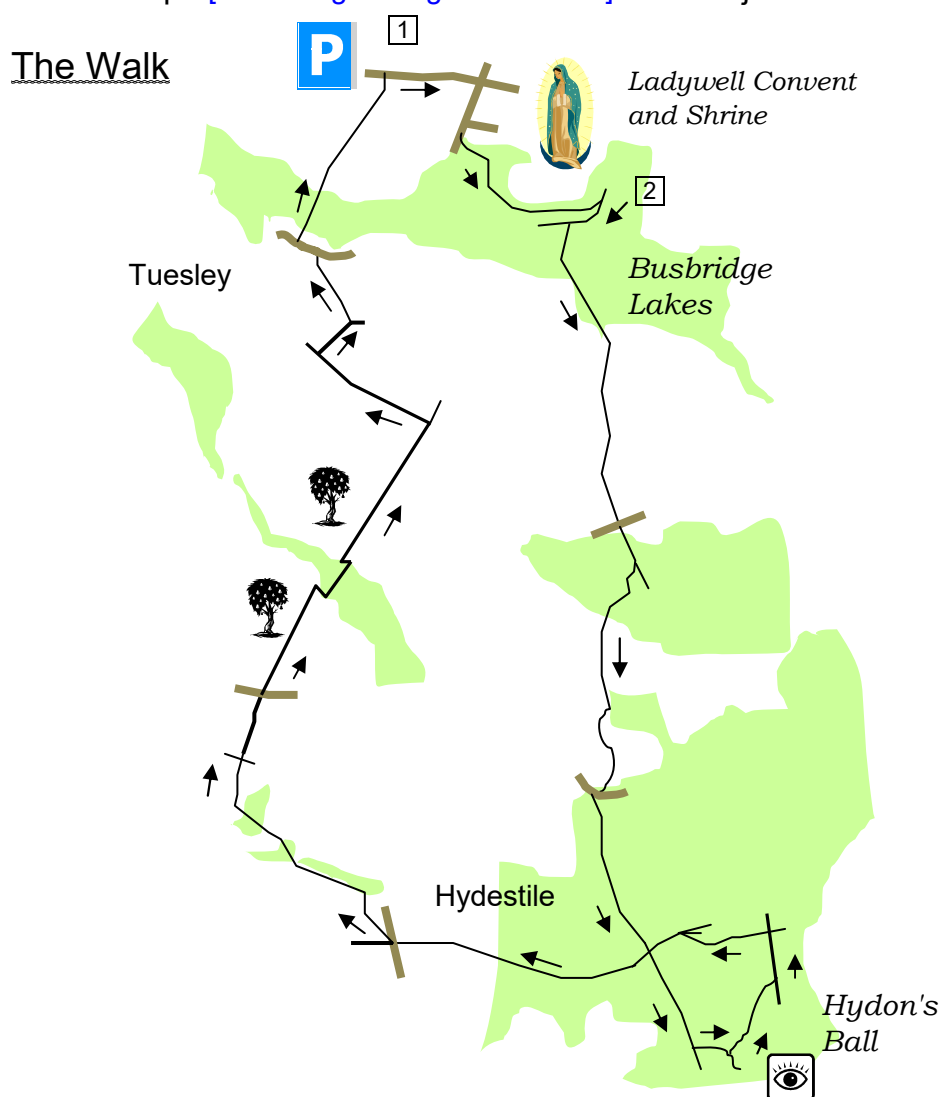 The Walk
P
1
Ladywell Convent
and Shrine
2
Tuesley
Busbridge
Lakes
Hydestile
Hydon's
Ball